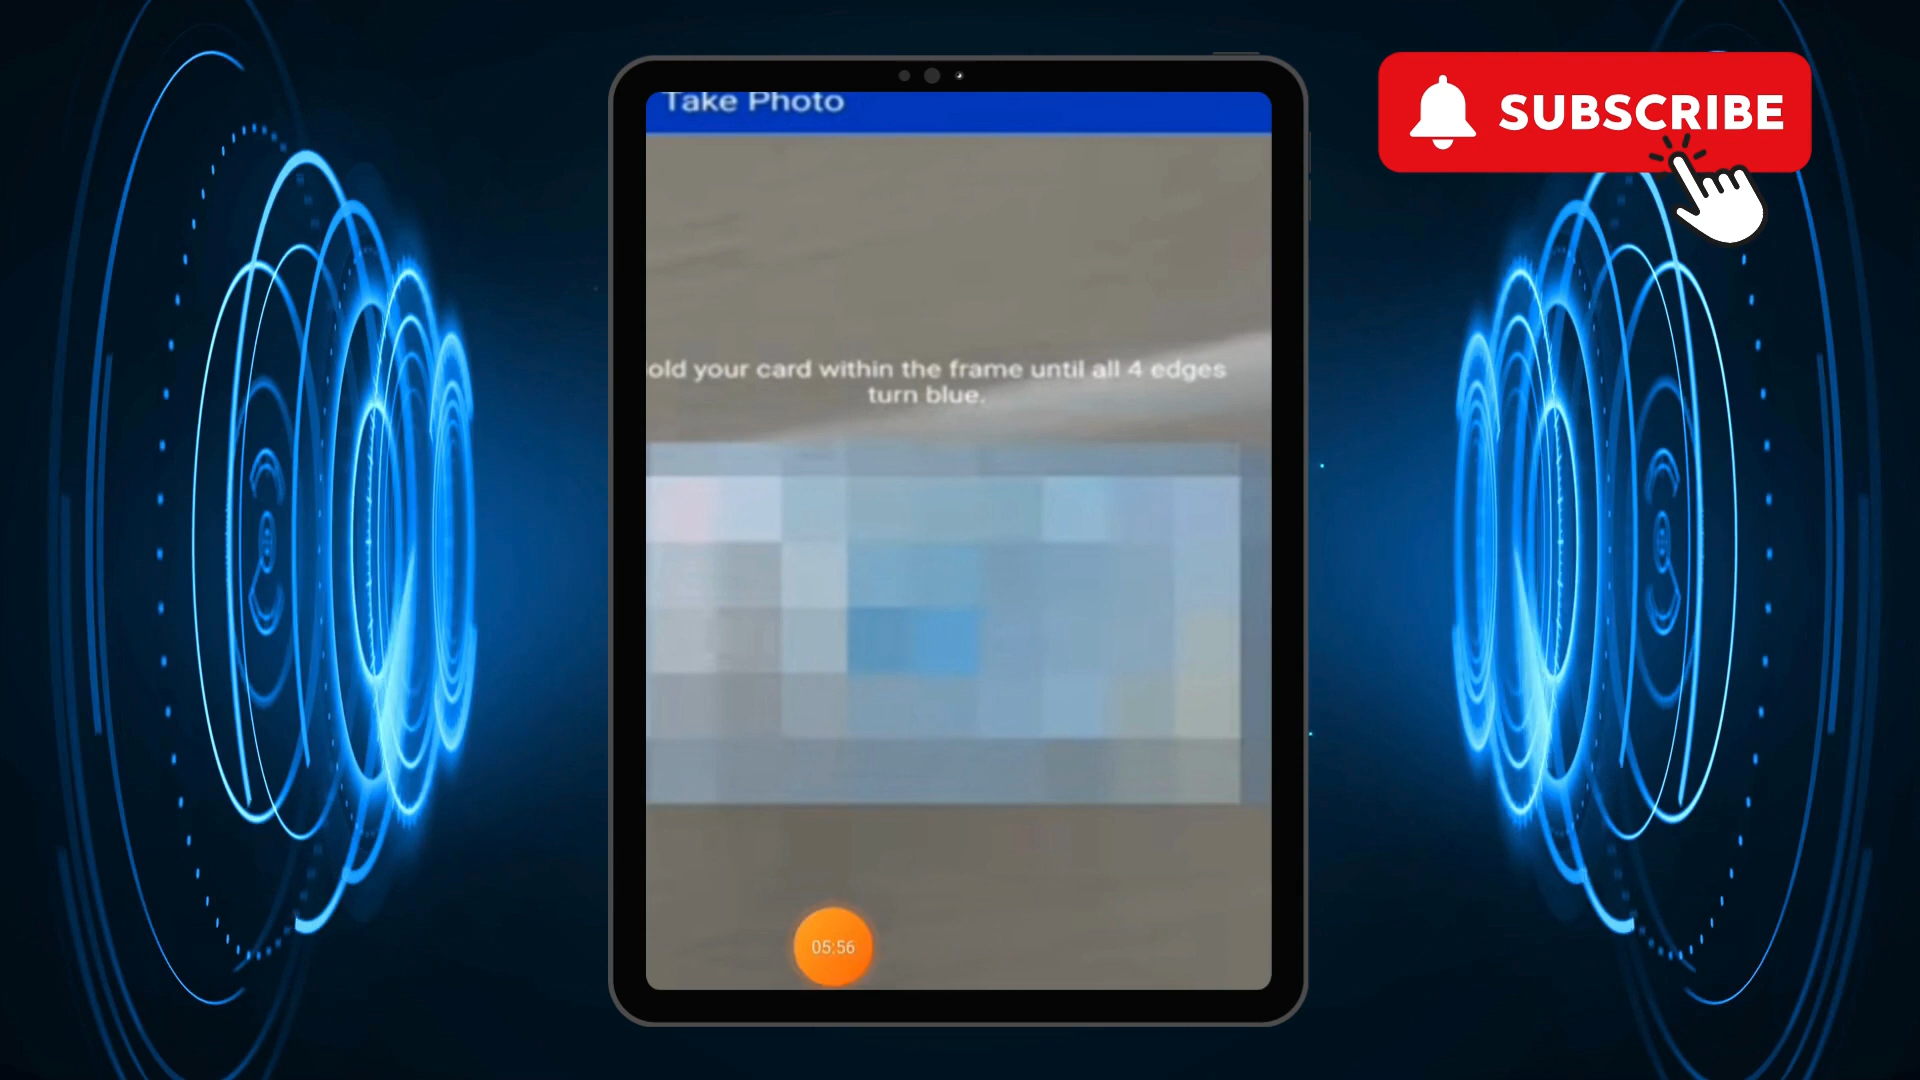 Take Photo
SUBSCRIBE
old your card within the frame until all 4 edges
turn blue.
05:56